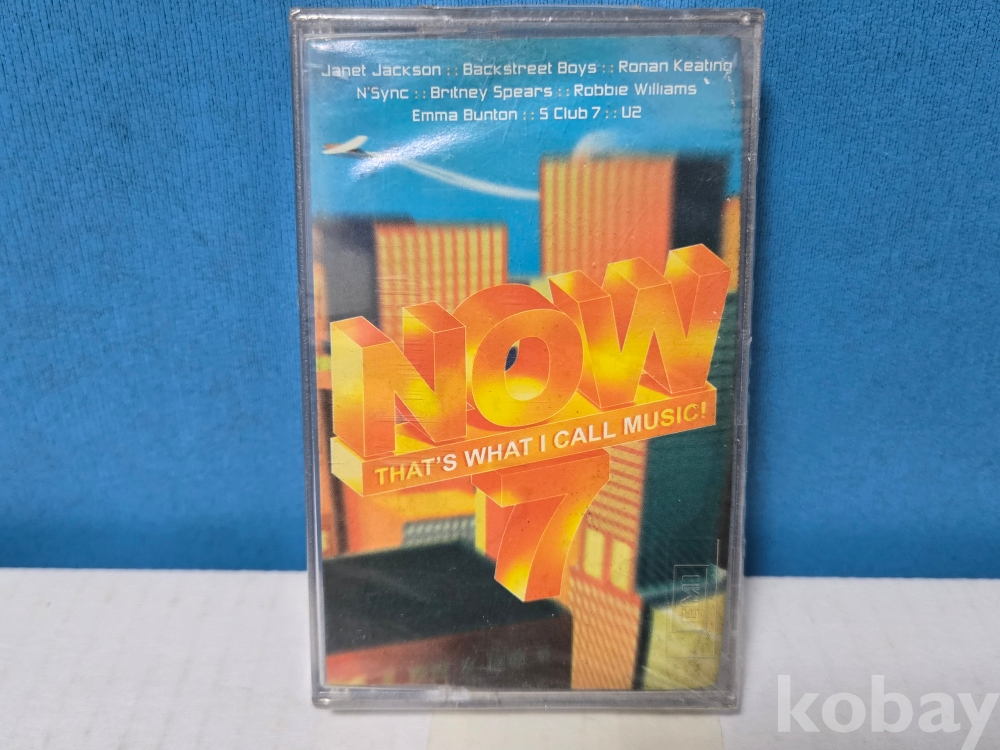 Janet Jackson :: Backstreet Boys :: Ronan Keating
N'Sync :: Britney Spears :: Robbie Williams
Emma Bunton :: S Club 7 :: U2
NOW
THAT'S WHAT I CALL MUSIC!
7
EMI
kobay